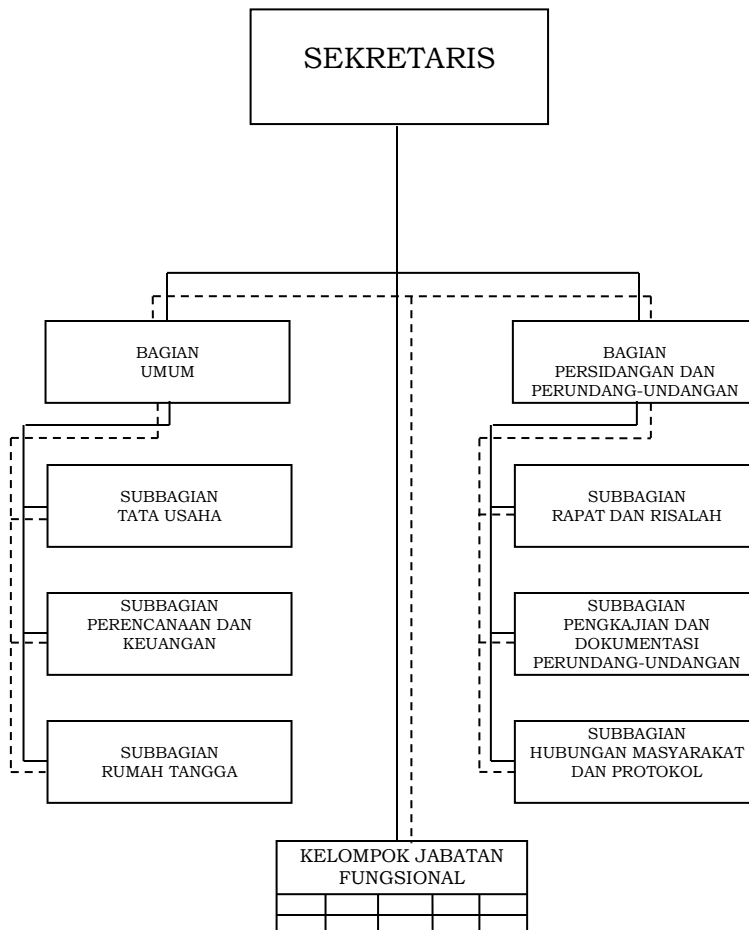 SEKRETARIS
BAGIAN
UMUM
BAGIAN
PERSIDANGAN DAN
PERUNDANG-UNDANGAN
SUBBAGIAN
TATA USAHA
SUBBAGIAN
RAPAT DAN RISALAH
SUBBAGIAN
PERENCANAAN DAN
KEUANGAN
SUBBAGIAN
PENGKAJIAN DAN
DOKUMENTASI
PERUNDANG-UNDANGAN
SUBBAGIAN
RUMAH TANGGA
SUBBAGIAN
HUBUNGAN MASYARAKAT
DAN PROTOKOL
KELOMPOK JABATAN
FUNGSIONAL